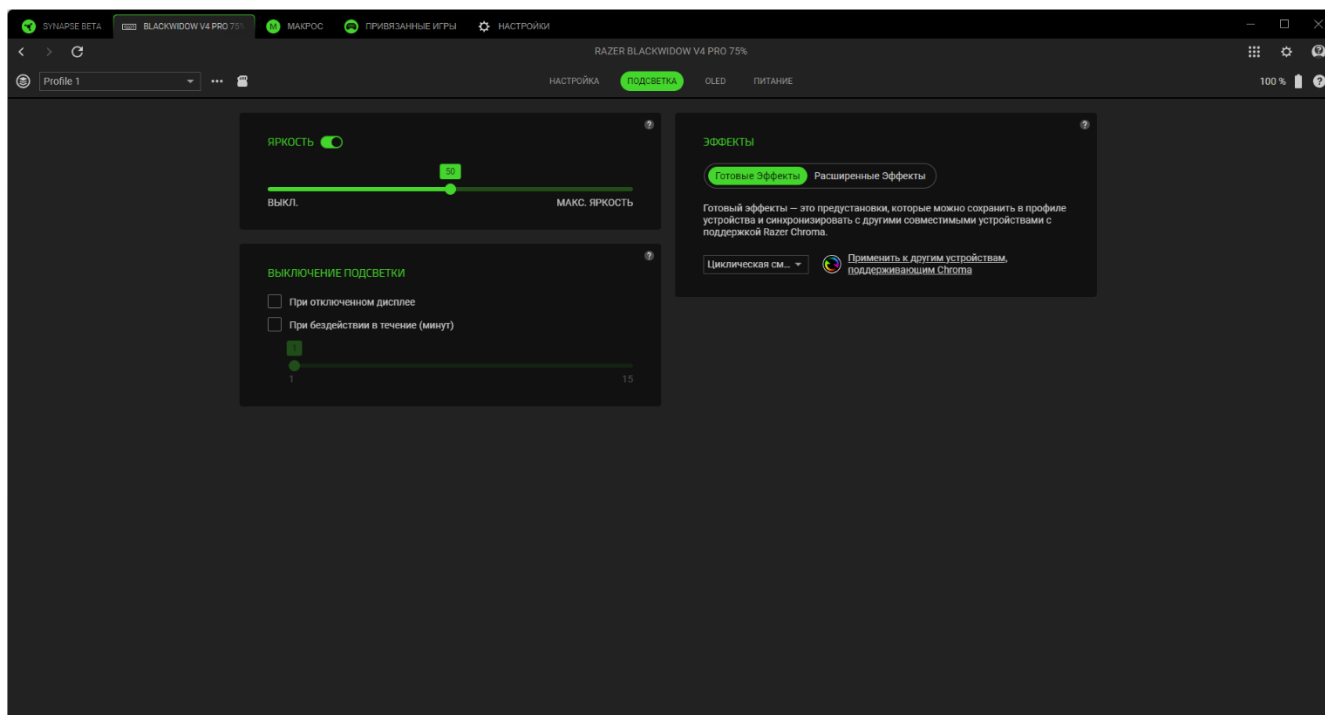 SYNAPSE BETA
BLACKWIDOW V4 PRO 75%
МАКРОС
ПРИВЯЗАННЫЕ ИГРЫ
НАСТРОЙКИ
RAZER BLACKWIDOW V4 PRO 75%
Profile 1
НАСТРОЙКА
ПОДСВЕТКА
OLED
ПИТАНИЕ
100 %
ЯРКОСТЬ
50
ВЫКЛ.
МАКС. ЯРКОСТЬ
ВЫКЛЮЧЕНИЕ ПОДСВЕТКИ
При отключенном дисплее
При бездействии в течение (минут)
1
1
15
ЭФФЕКТЫ
Готовые Эффекты
Расширенные Эффекты
Готовый эффекты — это предустановки, которые можно сохранить в профиле
устройства и синхронизировать с другими совместимыми устройствами с
поддержкой Razer Chroma.
Циклическая см...
Применить к другим устройствам,
поддерживающим Chroma